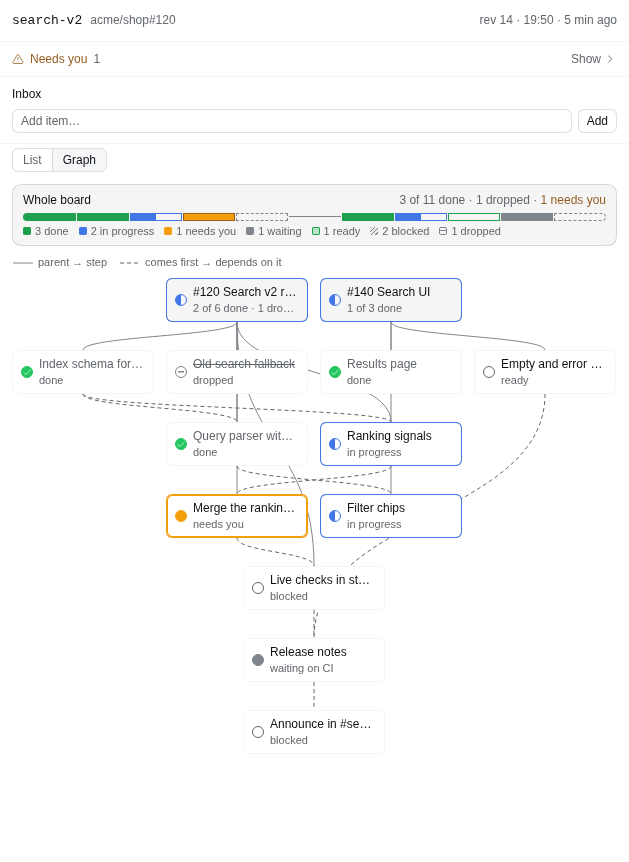 search-v2 acme/shop#120 rev 14 · 19:50 · 5 min ago
Needs you 1 Show
Inbox
Add item…
Add
List Graph
Whole board 3 of 11 done · 1 dropped · 1 needs you
3 done 2 in progress 1 needs you 1 waiting 1 ready 2 blocked 1 dropped
parent → step comes first → depends on it
#120 Search v2 r…
2 of 6 done · 1 dro…
#140 Search UI
1 of 3 done
Index schema for…
done
Old search fallback
dropped
Results page
done
Empty and error …
ready
Query parser wit…
done
Ranking signals
in progress
Merge the rankin…
needs you
Filter chips
in progress
Live checks in st…
blocked
Release notes
waiting on CI
Announce in #se…
blocked